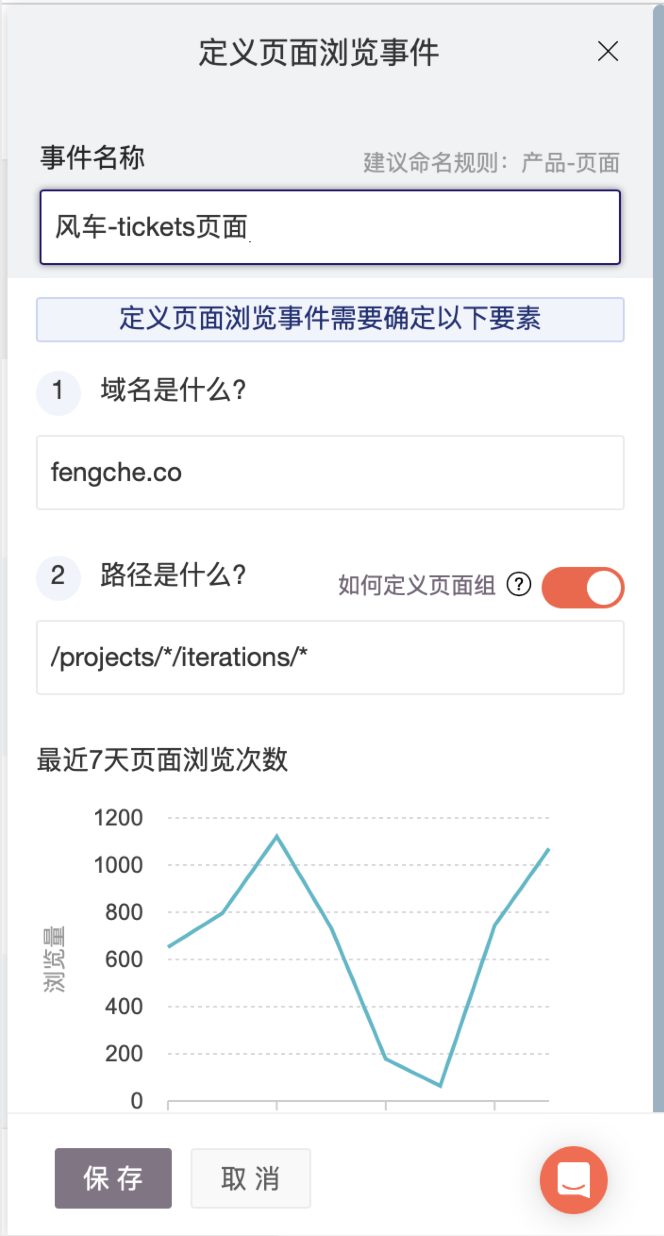 定义页面浏览事件
事件名称
建议命名规则：产品-页面
风车-tickets页面
定义页面浏览事件需要确定以下要素
1 域名是什么?
fengche.co
2 路径是什么?
如何定义页面组 ?
/projects/*/iterations/*
最近7天页面浏览次数
浏览量
1200
1000
800
600
400
200
0
保存
取消